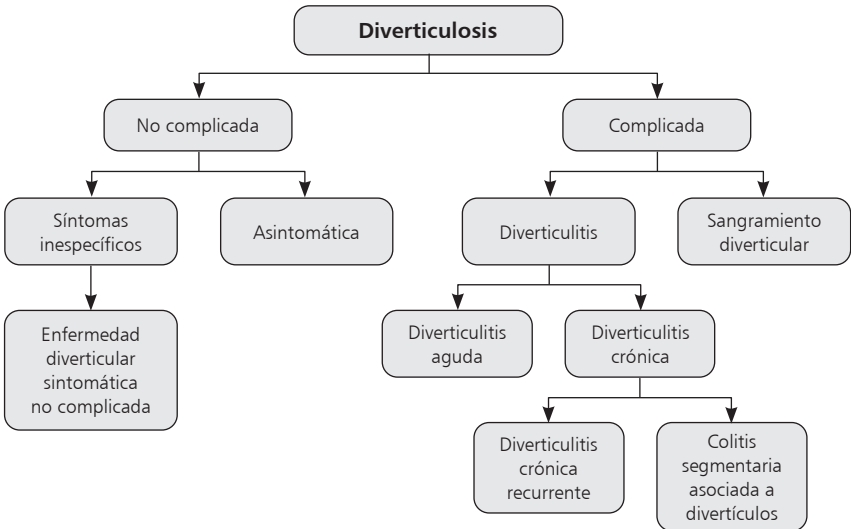 Diverticulosis
No complicada
Complicada
Síntomas
inespecíficos
Asintomática
Diverticulitis
Sangramiento
diverticular
Enfermedad
diverticular
sintomática
no complicada
Diverticulitis
aguda
Diverticulitis
crónica
Diverticulitis
crónica
recurrente
Colitis
segmentaria
asociada a
divertículos